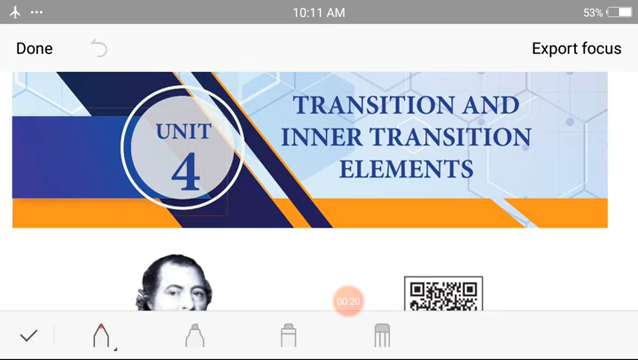 10:11 AM
53%
Done
Export focus
UNIT
4
TRANSITION AND
INNER TRANSITION
ELEMENTS
00:20